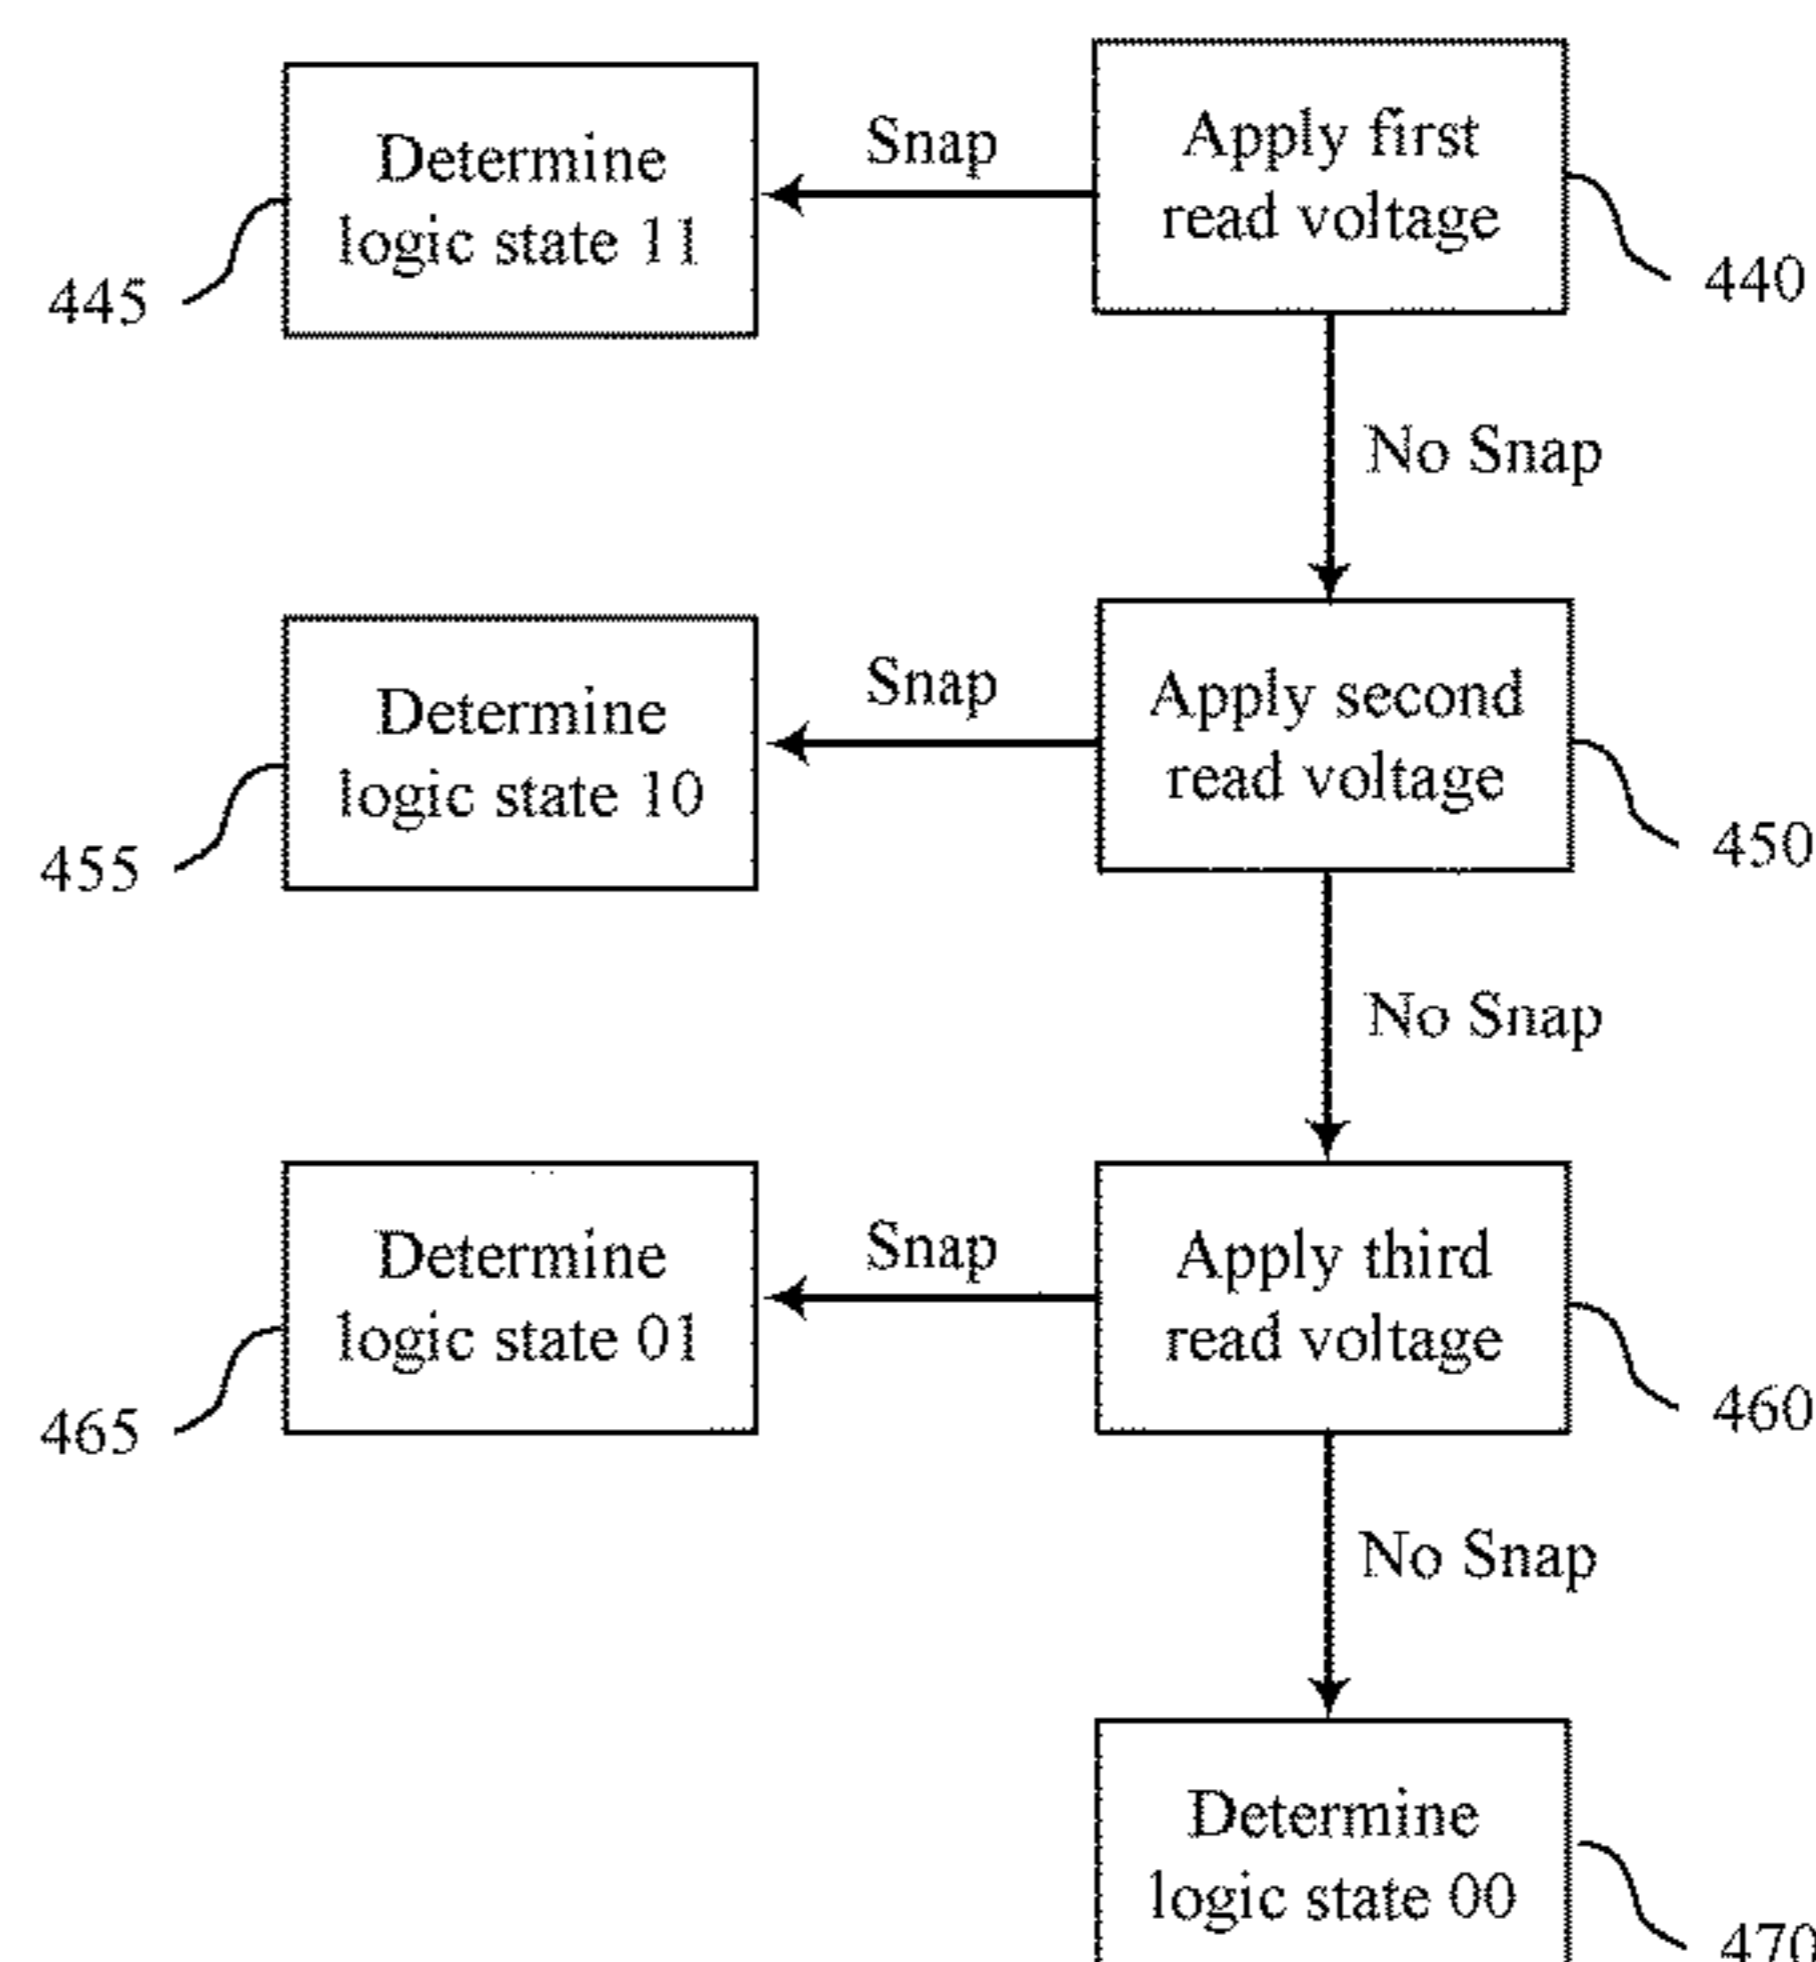 Determine
logic state 11
445
Snap
Apply first
read voltage
440
No Snap
Determine
logic state 10
455
Snap
Apply second
read voltage
450
No Snap
Determine
logic state 01
465
Snap
Apply third
read voltage
460
No Snap
Determine
logic state 00
470